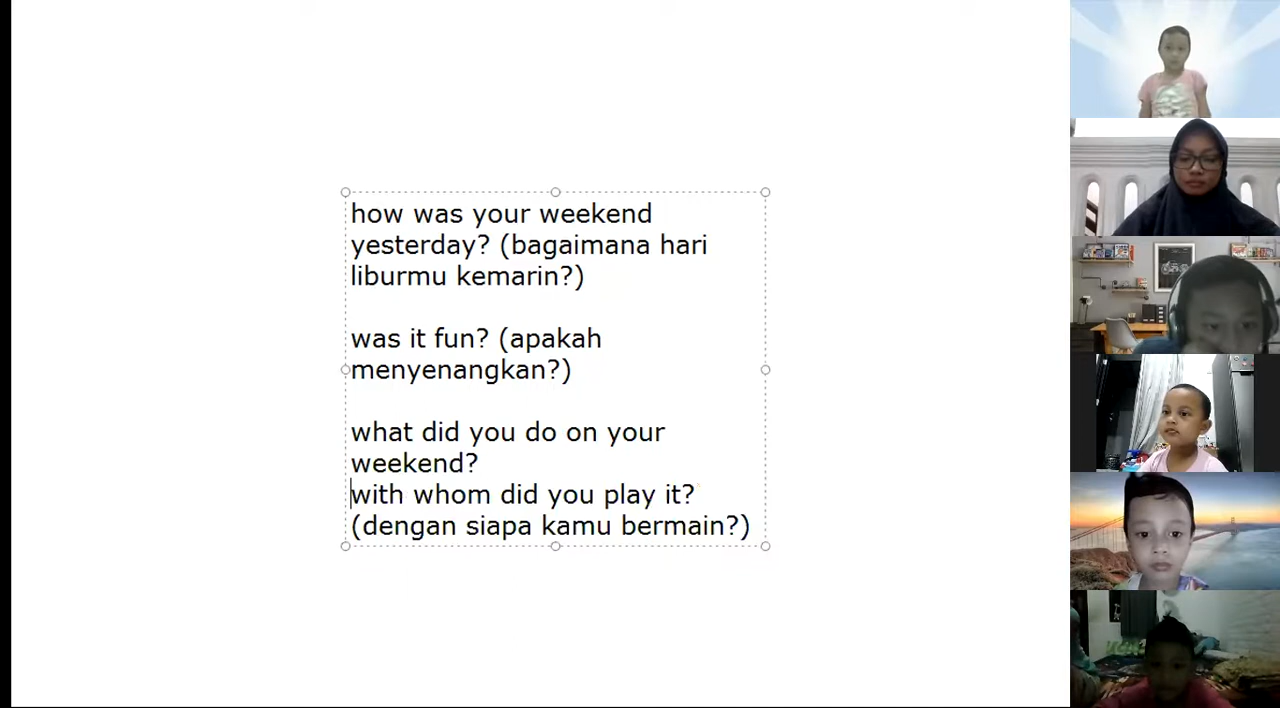 how was your weekend
yesterday? (bagaimana hari
liburmu kemarin?)
was it fun? (apakah
menyenangkan?)
what did you do on your
weekend?
with whom did you play it?
(dengan siapa kamu bermain?)